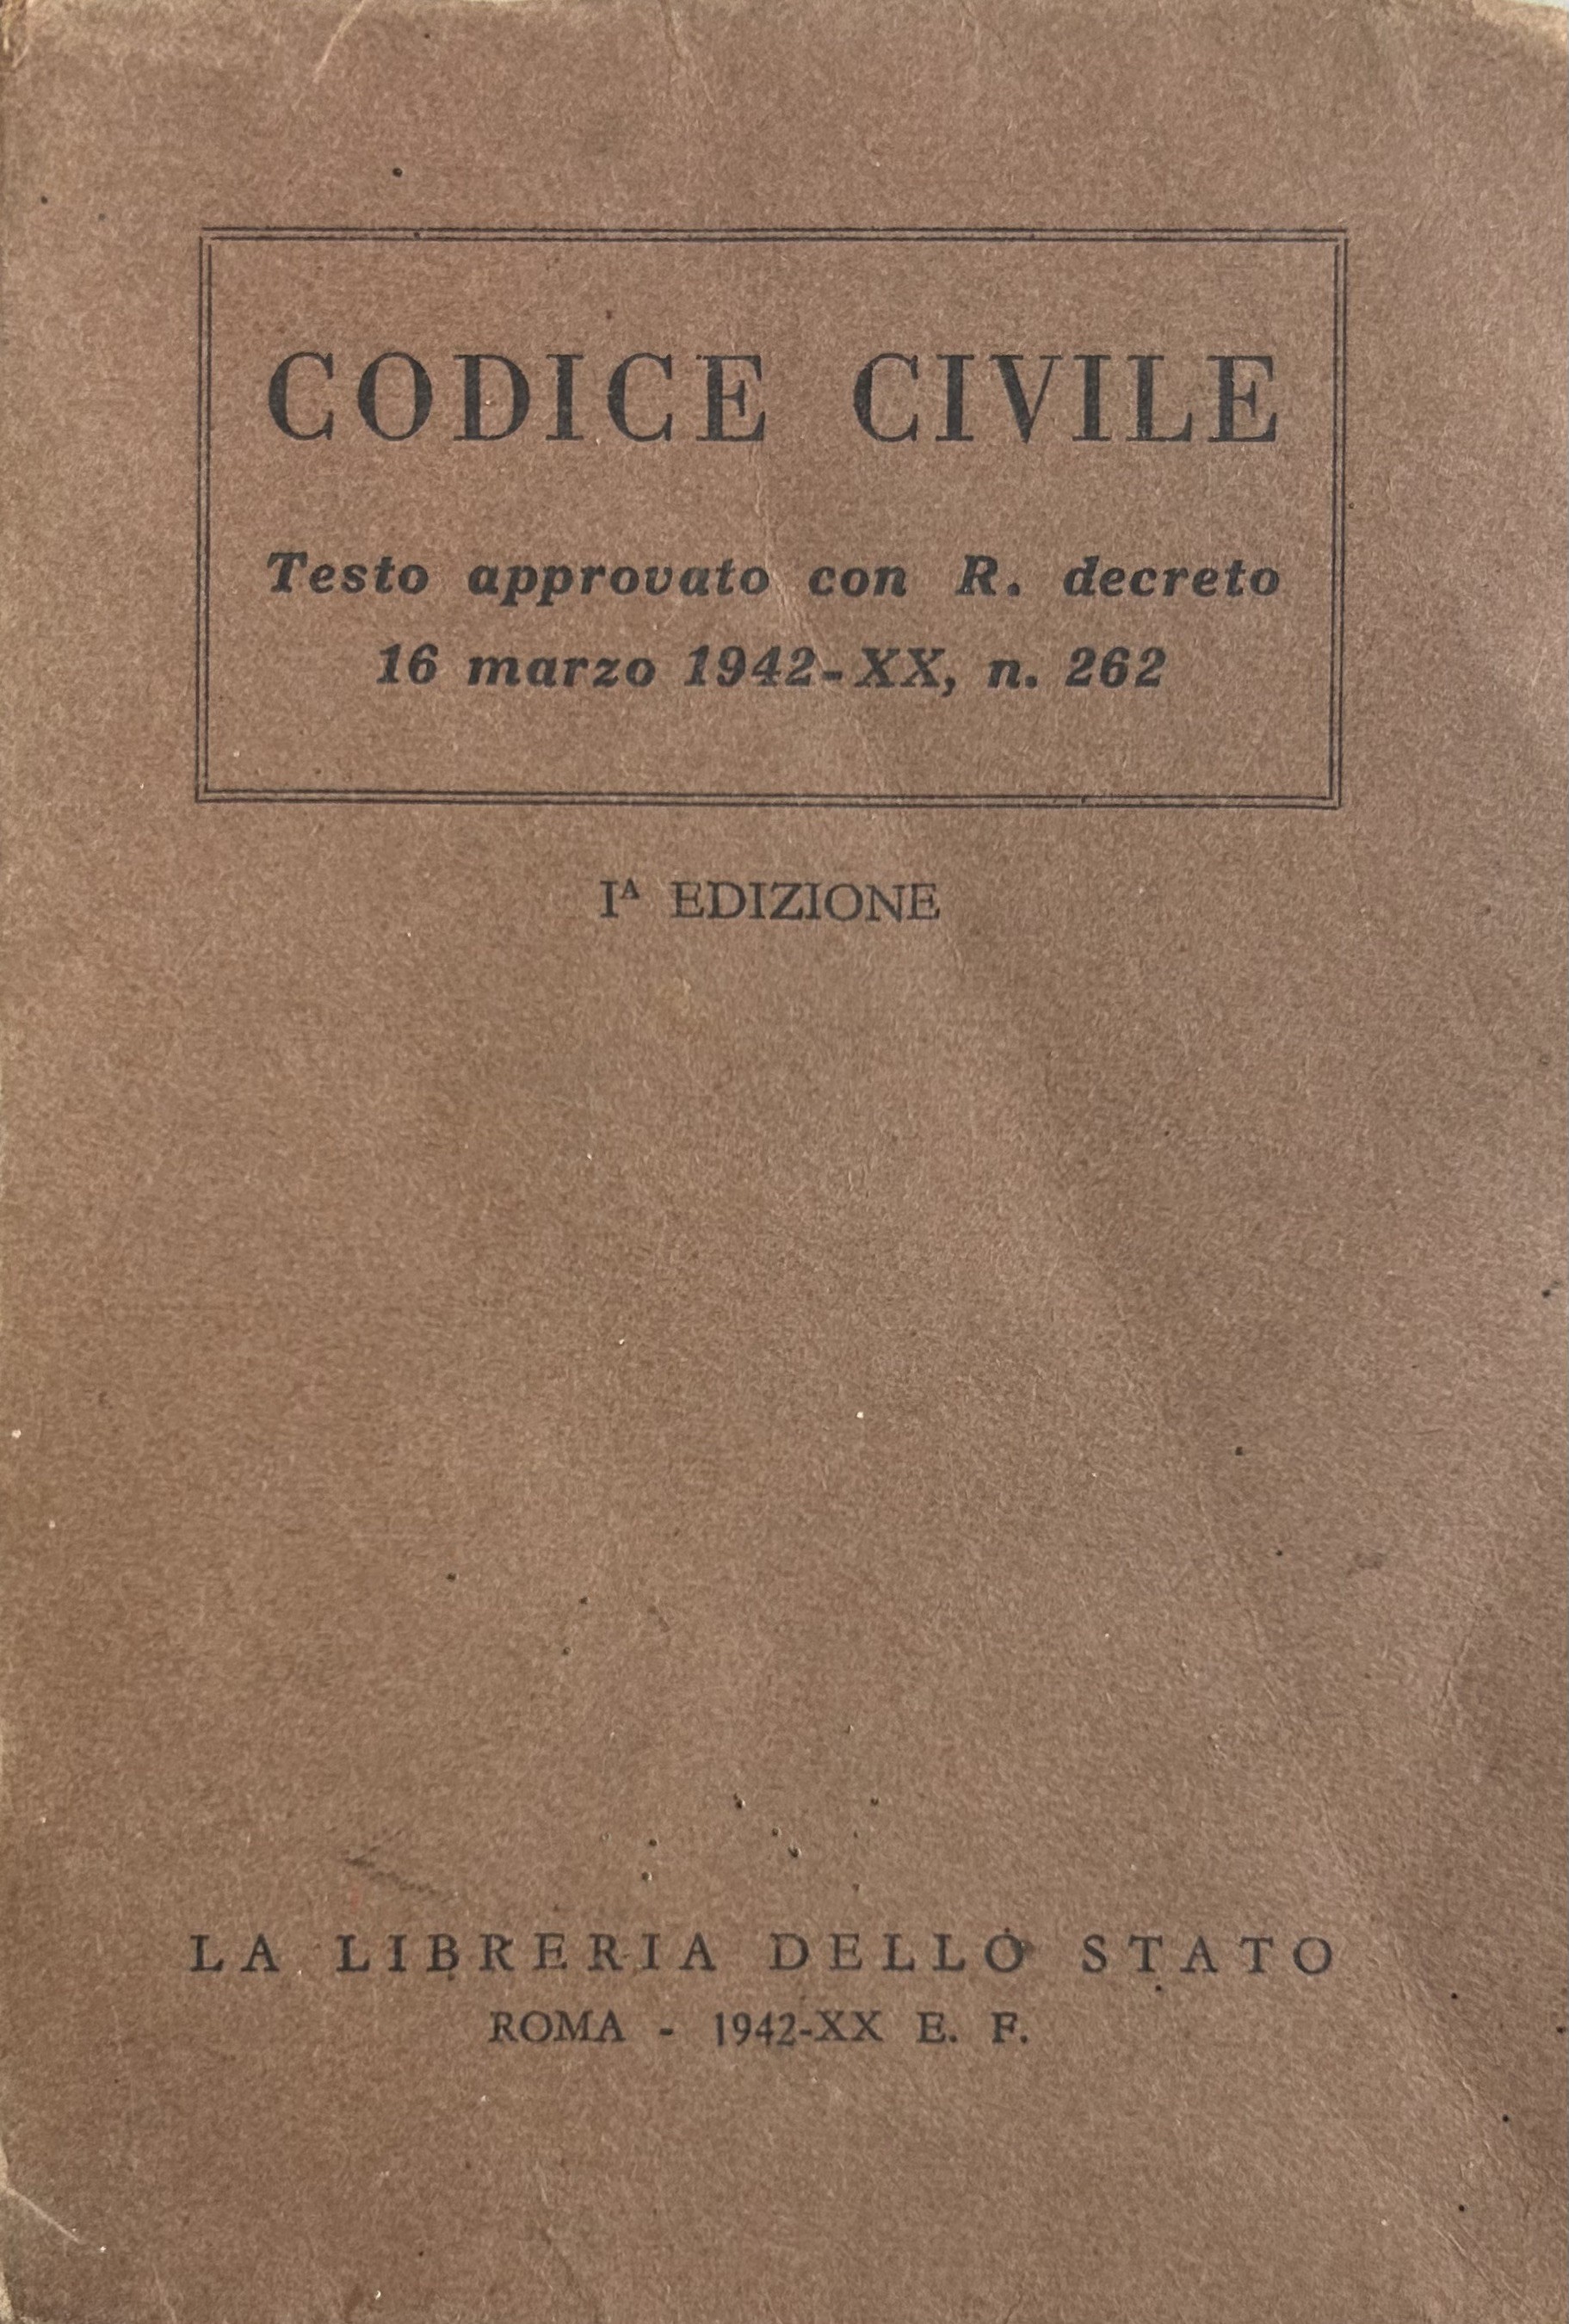 CODICE CIVILE
Testo approvato con R. decreto
16 marzo 1942-XX, n. 262
Iᴬ EDIZIONE
LA LIBRERIA DELLO STATO
ROMA - 1942-XX E. F.